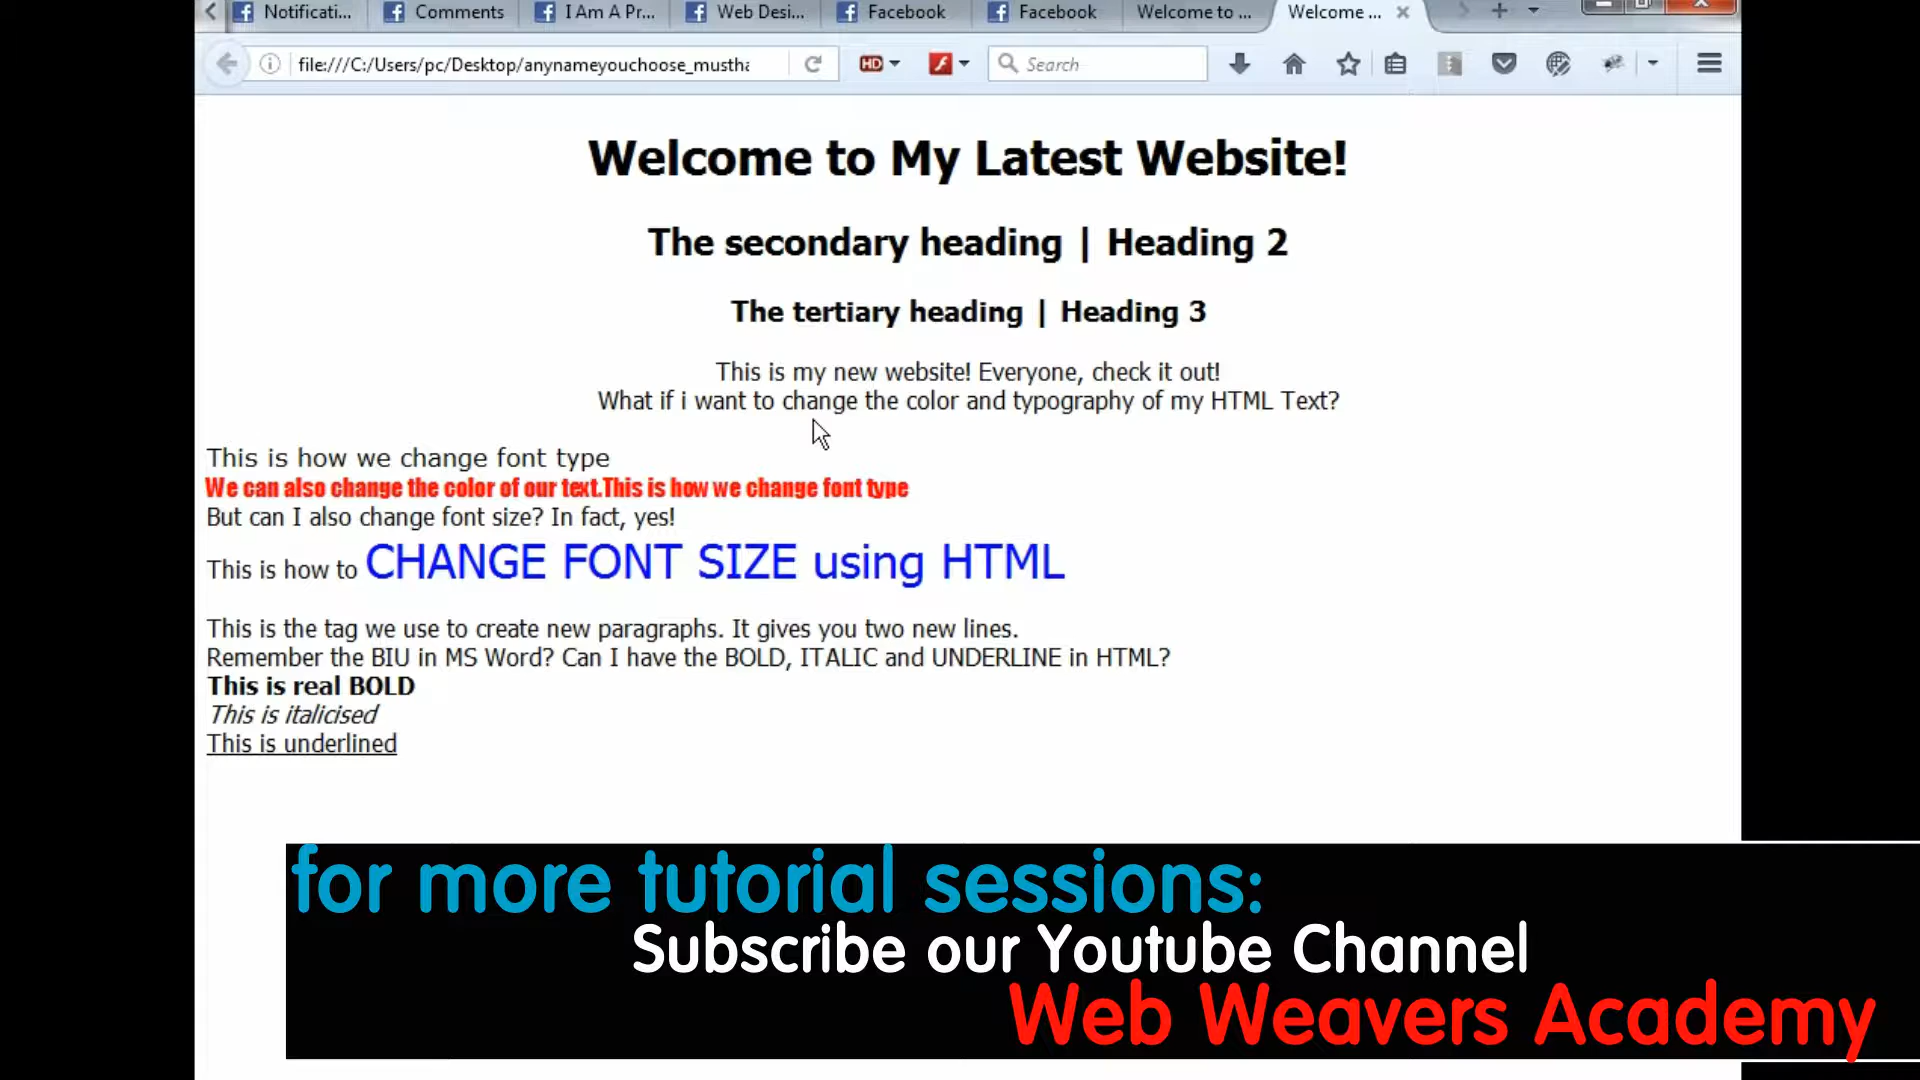 Notificati... Comments I Am A Pr... Web Desi... Facebook Facebook Welcome to ... Welcome ...
file:///C:/Users/pc/Desktop/anynameyouchoose_mustha HD Search
Welcome to My Latest Website!
The secondary heading | Heading 2
The tertiary heading | Heading 3
This is my new website! Everyone, check it out!
What if i want to change the color and typography of my HTML Text?
This is how we change font type
We can also change the color of our text.This is how we change font type
But can I also change font size? In fact, yes!
This is how to CHANGE FONT SIZE using HTML
This is the tag we use to create new paragraphs. It gives you two new lines.
Remember the BIU in MS Word? Can I have the BOLD, ITALIC and UNDERLINE in HTML?
This is real BOLD
This is italicised
This is underlined
for more tutorial sessions:
Subscribe our Youtube Channel
Web Weavers Academy